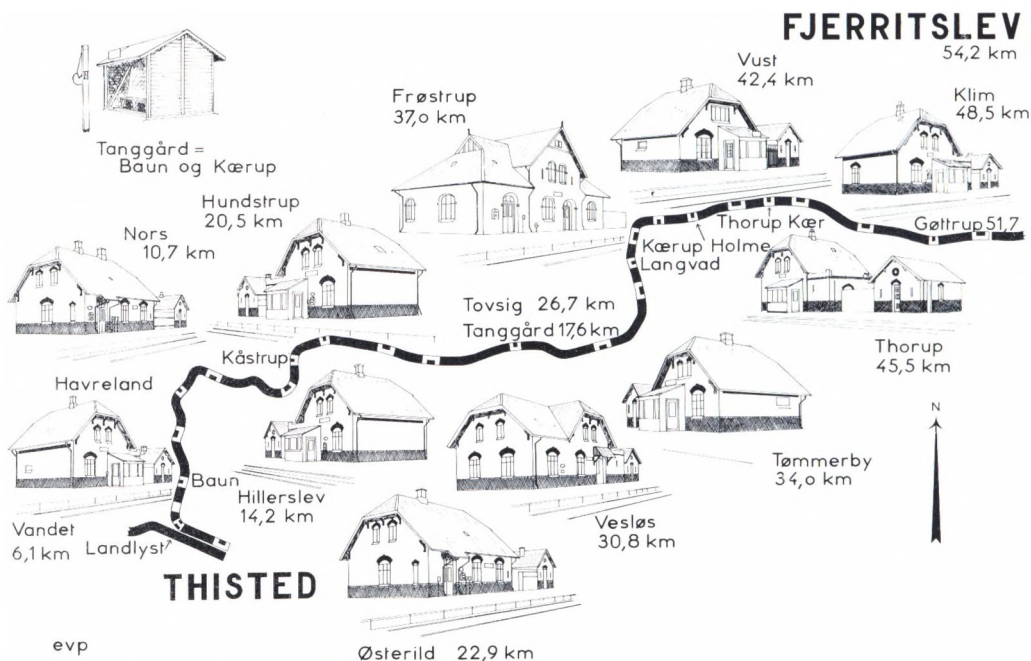 FJERRITSLEV
54,2 km
Vust
42,4 km
Klim
48,5 km
Frøstrup
37,o km
Tanggård =
Baun og Kærup
Hundstrup
20,5 km
Nors
10,7 km
Thorup Kær
Gøttrup 51,7
Kærup Holme
Langvad
Tovsig 26,7 km
Tanggård 17,6 km
Kåstrup
Thorup
45,5 km
Havreland
N
Baun
Hillerslev
14,2 km
Tømmerby
34,o km
Vandet
6,1 km
Landlyst
Vesløs
30,8 km
THISTED
evp
Østerild 22,9 km